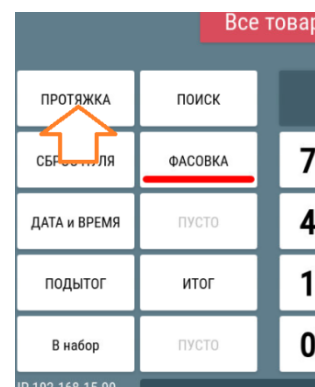 Все товар
ПРОТЯЖКА ПОИСК
ФАСОВКА 7
ДАТА и ВРЕМЯ ПУСТО 4
ПОДЫТОГ ИТОГ 1
В набор ПУСТО 0